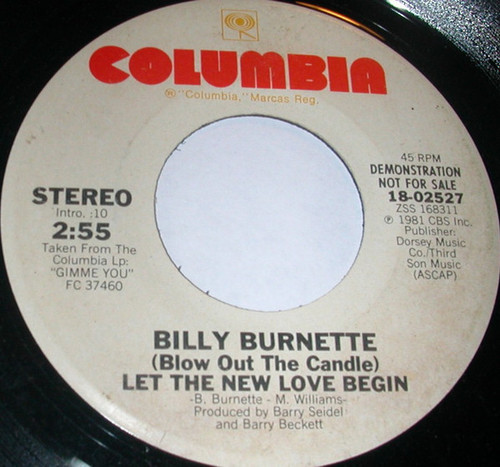 COLUMBIA
®"Columbia," Marcas Reg.
STEREO
Intro. :10
2:55
Taken From The
Columbia Lp:
"GIMME YOU"
FC 37460
45 RPM
DEMONSTRATION
NOT FOR SALE
18-02527
ZSS 168311
℗ 1981 CBS Inc.
Publisher:
Dorsey Music
Co./Third
Son Music
(ASCAP)
BILLY BURNETTE
(Blow Out The Candle)
LET THE NEW LOVE BEGIN
-B. Burnette - M. Williams-
Produced by Barry Seidel
and Barry Beckett